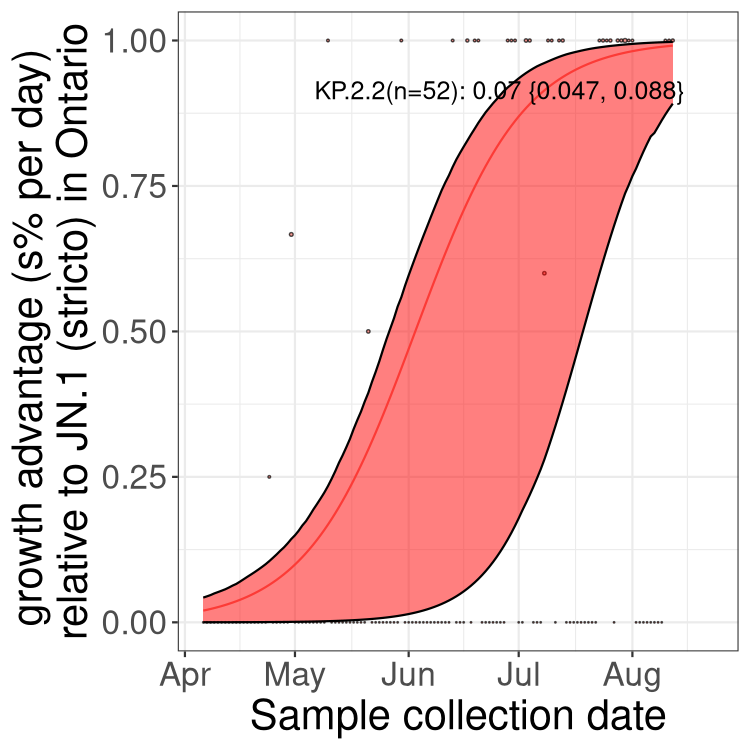 growth advantage (s% per day)
relative to JN.1 (stricto) in Ontario
1.00
0.75
0.50
0.25
0.00
KP.2.2(n=52): 0.07 {0.047, 0.088}
Apr May Jun Jul Aug
Sample collection date